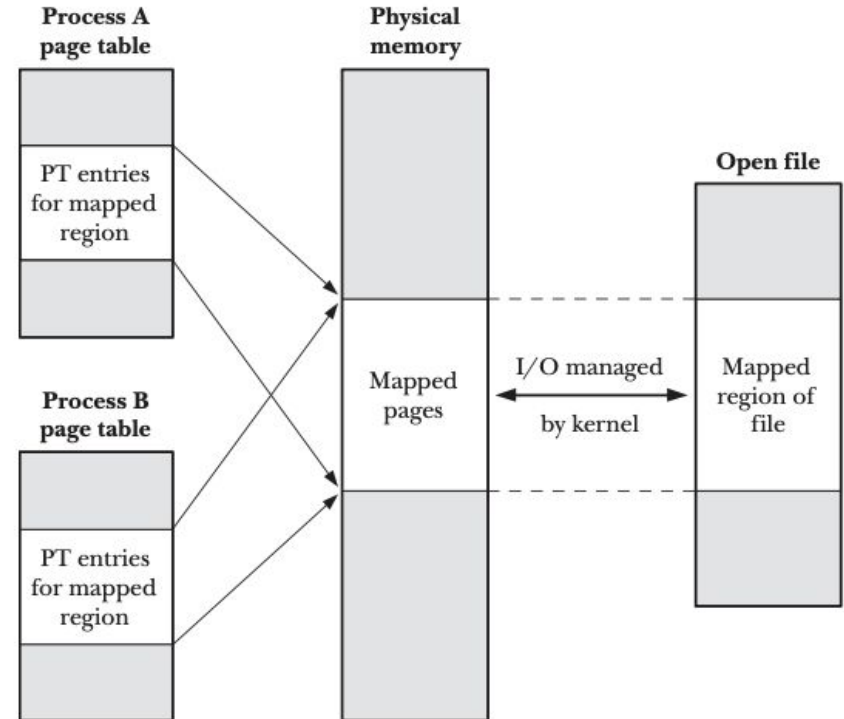 Process A
page table
PT entries
for mapped
region
Process B
page table
PT entries
for mapped
region
Physical
memory
Mapped
pages
I/O managed
by kernel
Open file
Mapped
region of
file